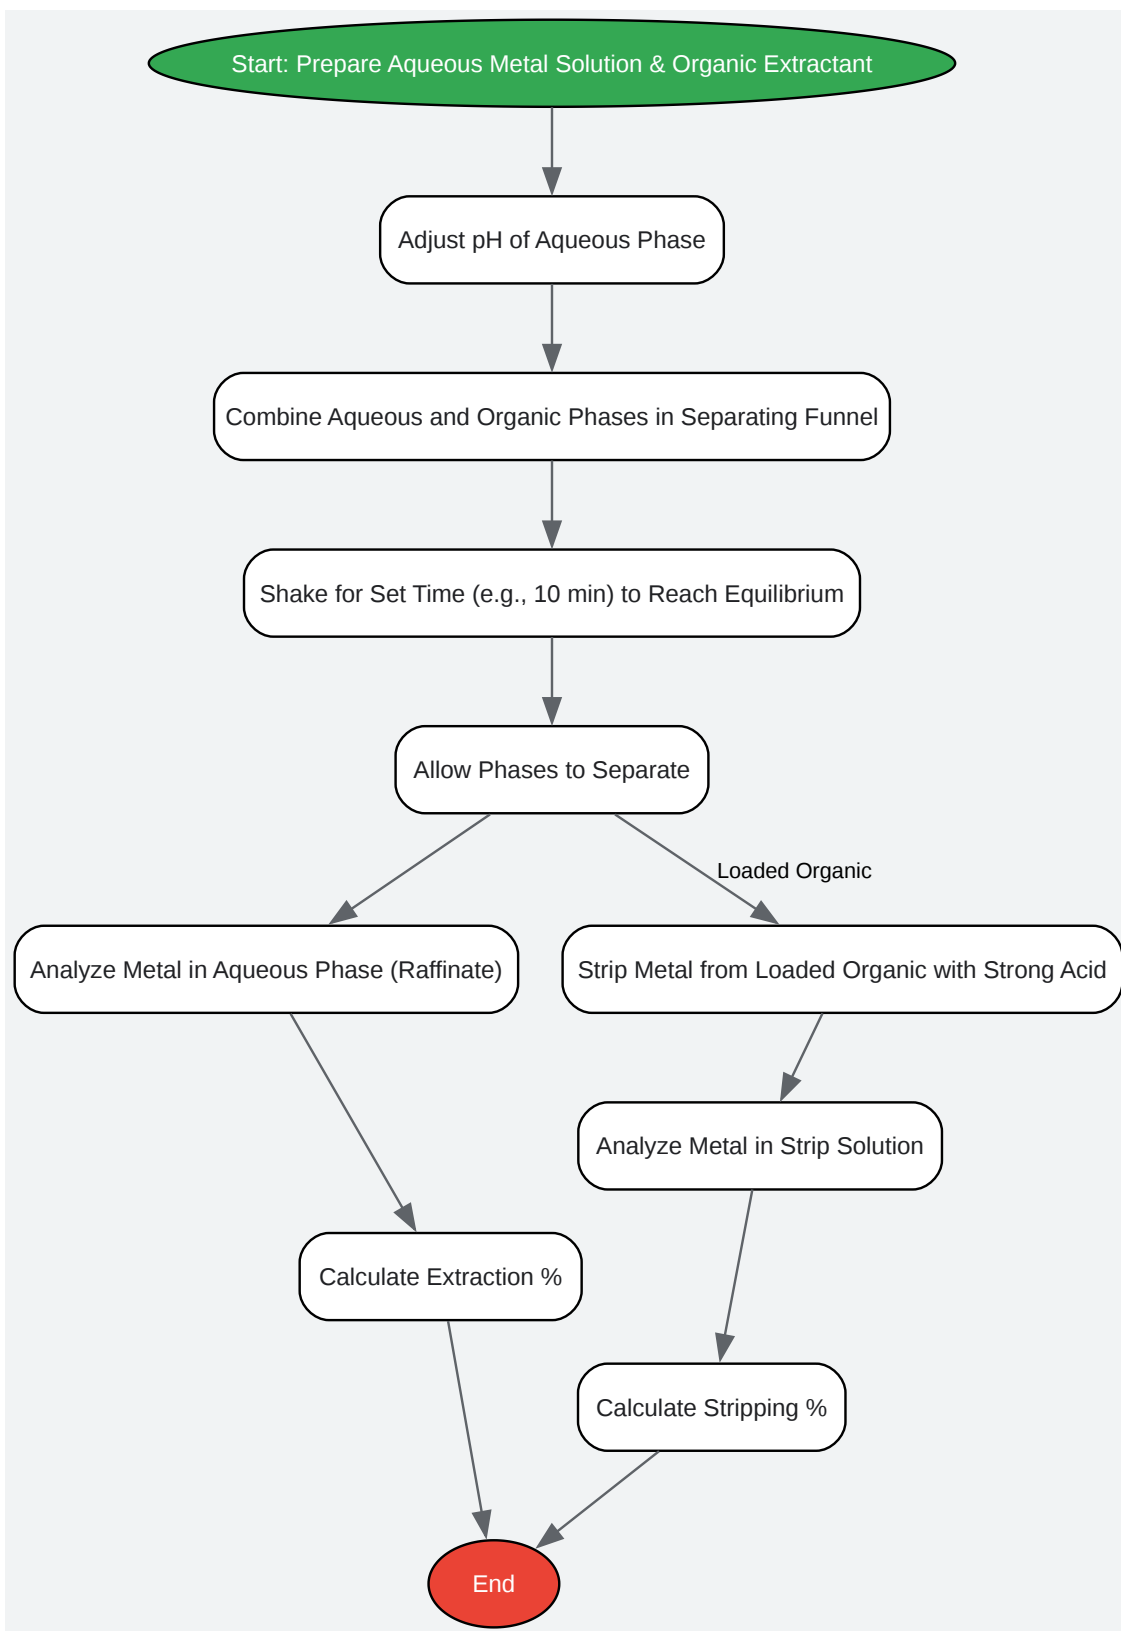 Start: Prepare Aqueous Metal Solution & Organic Extractant
Adjust pH of Aqueous Phase
Combine Aqueous and Organic Phases in Separating Funnel
Shake for Set Time (e.g., 10 min) to Reach Equilibrium
Allow Phases to Separate
Loaded Organic
Analyze Metal in Aqueous Phase (Raffinate)
Strip Metal from Loaded Organic with Strong Acid
Analyze Metal in Strip Solution
Calculate Extraction %
Calculate Stripping %
End